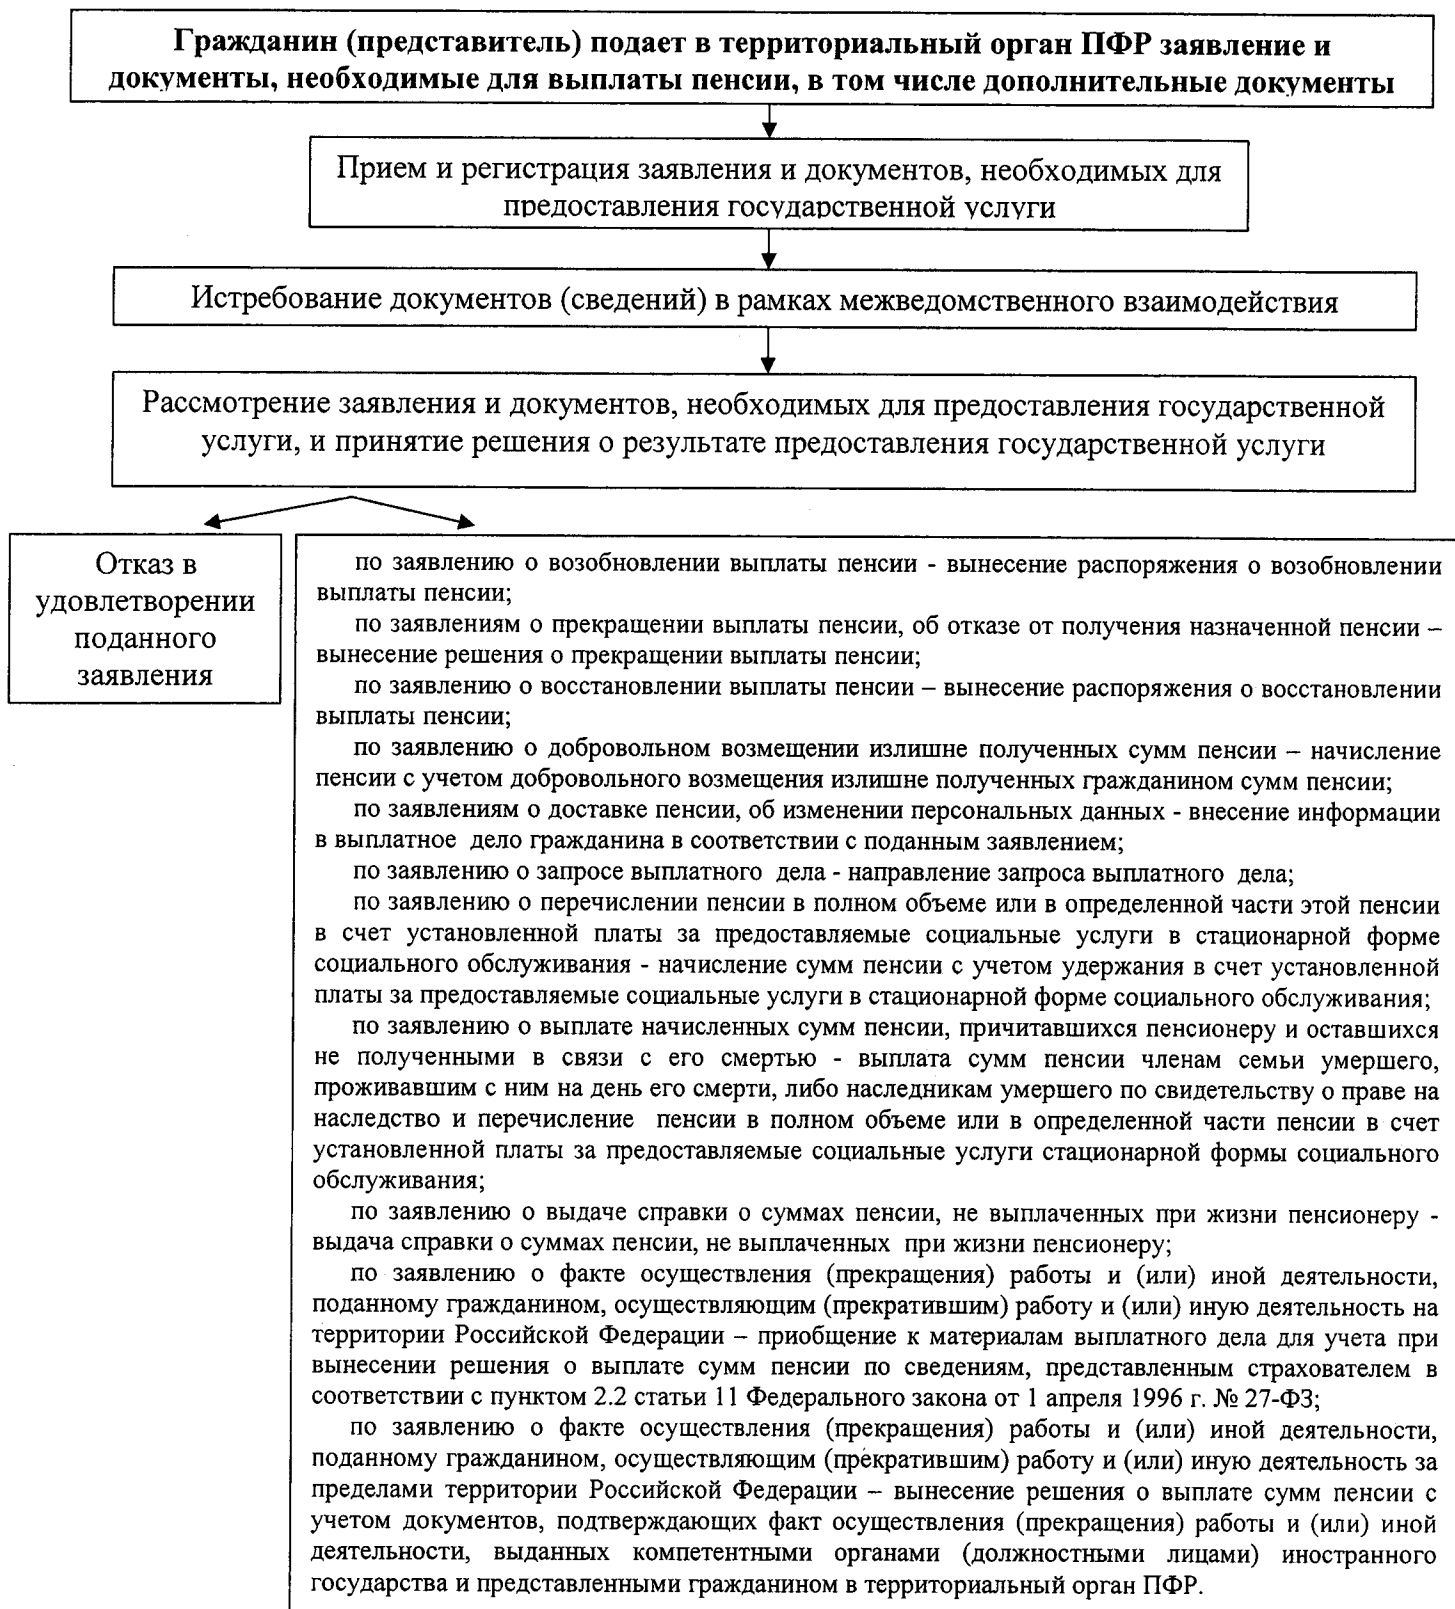 Гражданин (представитель) подает в территориальный орган ПФР заявление и
документы, необходимые для выплаты пенсии, в том числе дополнительные документы
Прием и регистрация заявления и документов, необходимых для
предоставления государственной услуги
Истребование документов (сведений) в рамках межведомственного взаимодействия
Рассмотрение заявления и документов, необходимых для предоставления государственной
услуги, и принятие решения о результате предоставления государственной услуги
Отказ в
удовлетворении
поданного
заявления
по заявлению о возобновлении выплаты пенсии - вынесение распоряжения о возобновлении
выплаты пенсии;
по заявлениям о прекращении выплаты пенсии, об отказе от получения назначенной пенсии –
вынесение решения о прекращении выплаты пенсии;
по заявлению о восстановлении выплаты пенсии – вынесение распоряжения о восстановлении
выплаты пенсии;
по заявлению о добровольном возмещении излишне полученных сумм пенсии – начисление
пенсии с учетом добровольного возмещения излишне полученных гражданином сумм пенсии;
по заявлениям о доставке пенсии, об изменении персональных данных - внесение информации
в выплатное дело гражданина в соответствии с поданным заявлением;
по заявлению о запросе выплатного дела - направление запроса выплатного дела;
по заявлению о перечислении пенсии в полном объеме или в определенной части этой пенсии
в счет установленной платы за предоставляемые социальные услуги в стационарной форме
социального обслуживания - начисление сумм пенсии с учетом удержания в счет установленной
платы за предоставляемые социальные услуги в стационарной форме социального обслуживания;
по заявлению о выплате начисленных сумм пенсии, причитавшихся пенсионеру и оставшихся
не полученными в связи с его смертью - выплата сумм пенсии членам семьи умершего,
проживавшим с ним на день его смерти, либо наследникам умершего по свидетельству о праве на
наследство и перечисление пенсии в полном объеме или в определенной части пенсии в счет
установленной платы за предоставляемые социальные услуги стационарной формы социального
обслуживания;
по заявлению о выдаче справки о суммах пенсии, не выплаченных при жизни пенсионеру -
выдача справки о суммах пенсии, не выплаченных при жизни пенсионеру;
по заявлению о факте осуществления (прекращения) работы и (или) иной деятельности,
поданному гражданином, осуществляющим (прекратившим) работу и (или) иную деятельность на
территории Российской Федерации – приобщение к материалам выплатного дела для учета при
вынесении решения о выплате сумм пенсии по сведениям, представленным страхователем в
соответствии с пунктом 2.2 статьи 11 Федерального закона от 1 апреля 1996 г. № 27-ФЗ;
по заявлению о факте осуществления (прекращения) работы и (или) иной деятельности,
поданному гражданином, осуществляющим (прекратившим) работу и (или) иную деятельность за
пределами территории Российской Федерации – вынесение решения о выплате сумм пенсии с
учетом документов, подтверждающих факт осуществления (прекращения) работы и (или) иной
деятельности, выданных компетентными органами (должностными лицами) иностранного
государства и представленными гражданином в территориальный орган ПФР.